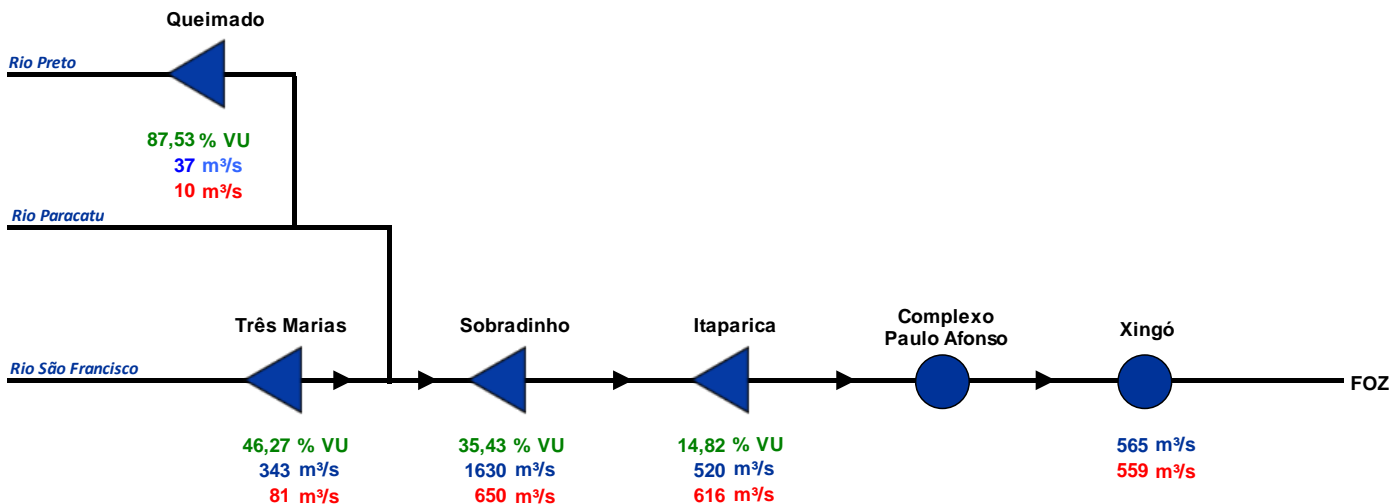 Queimado
Rio Preto
87,53 % VU
37 m³/s
10 m³/s
Rio Paracatu
Três Marias
Sobradinho
Itaparica
Complexo
Paulo Afonso
Xingó
Rio São Francisco
FOZ
46,27 % VU
343 m³/s
81 m³/s
35,43 % VU
1630 m³/s
650 m³/s
14,82 % VU
520 m³/s
616 m³/s
565 m³/s
559 m³/s